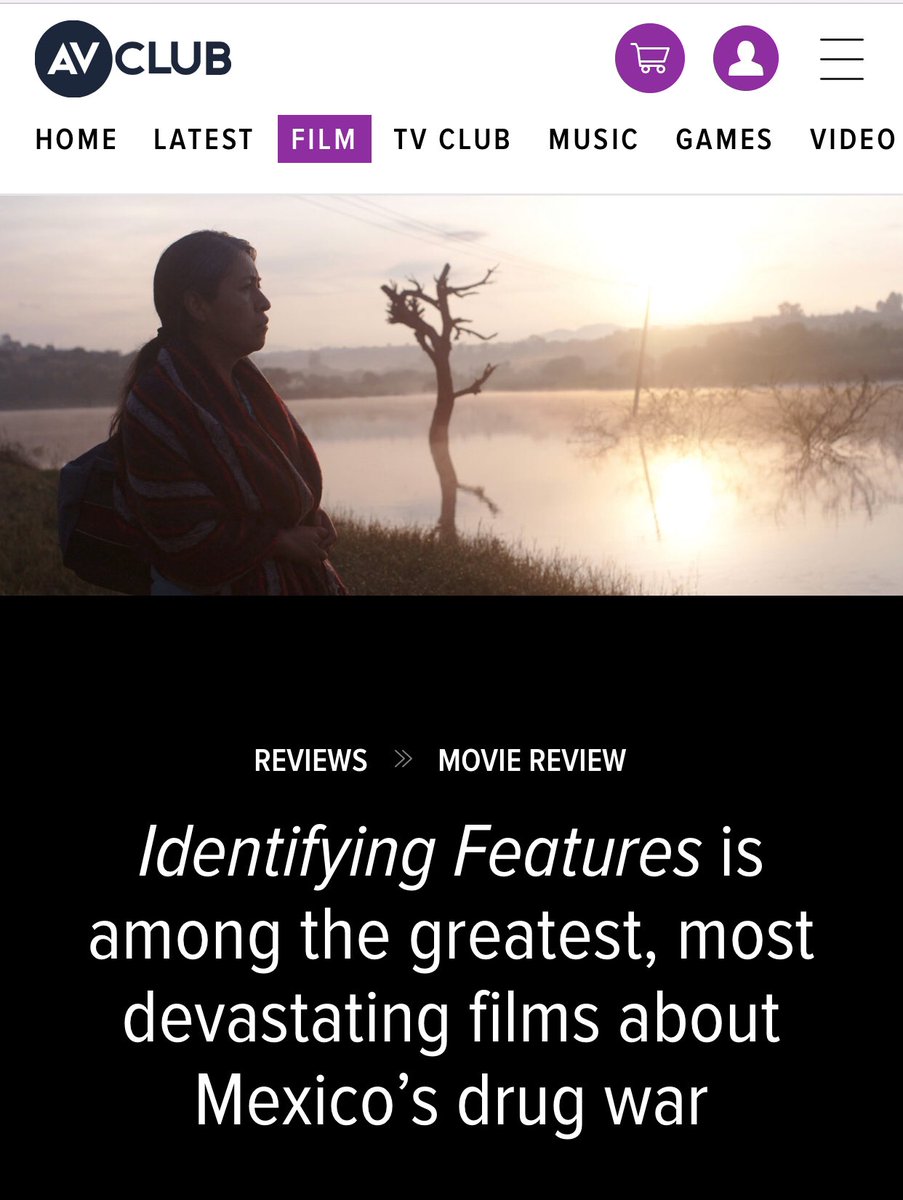 AV CLUB
HOME LATEST FILM TV CLUB MUSIC GAMES VIDEO
REVIEWS » MOVIE REVIEW
Identifying Features is
among the greatest, most
devastating films about
Mexico’s drug war